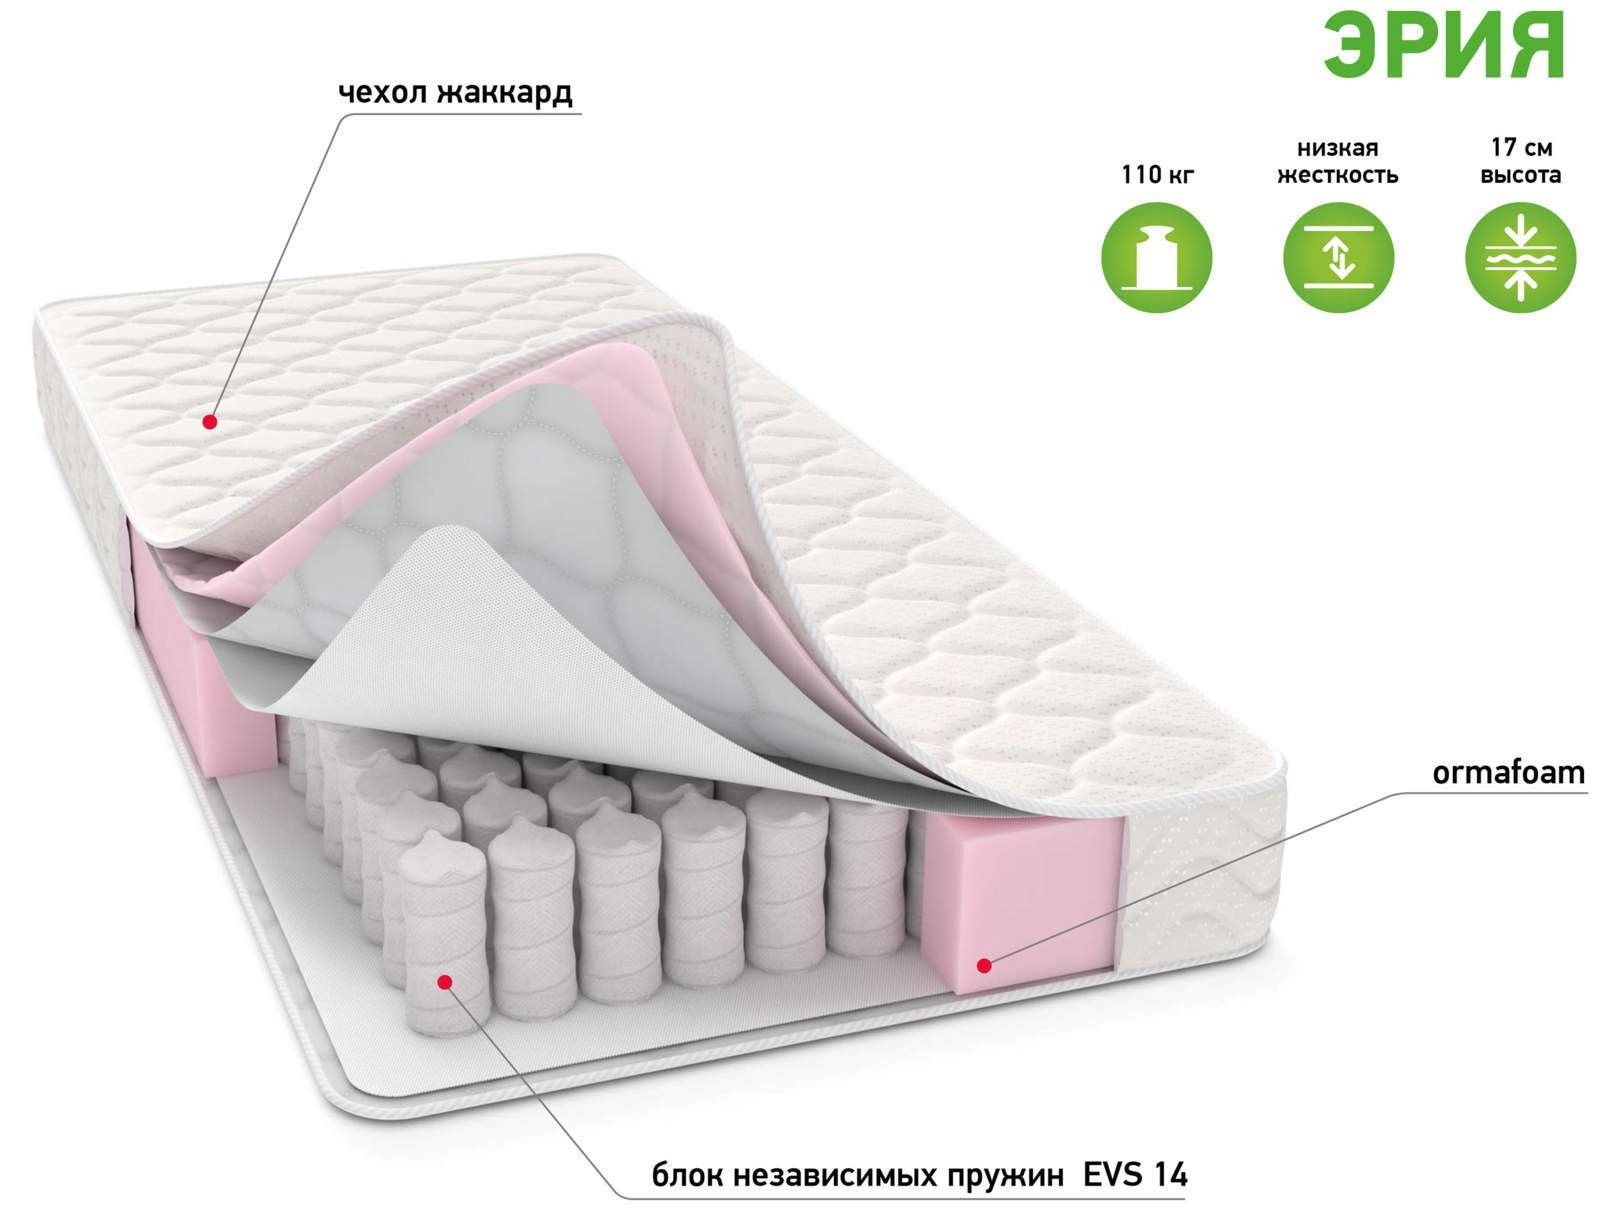 ЭРИЯ
чехол жаккард
110 кг
низкая
жесткость
17 см
высота
ormafoam
блок независимых пружин EVS 14